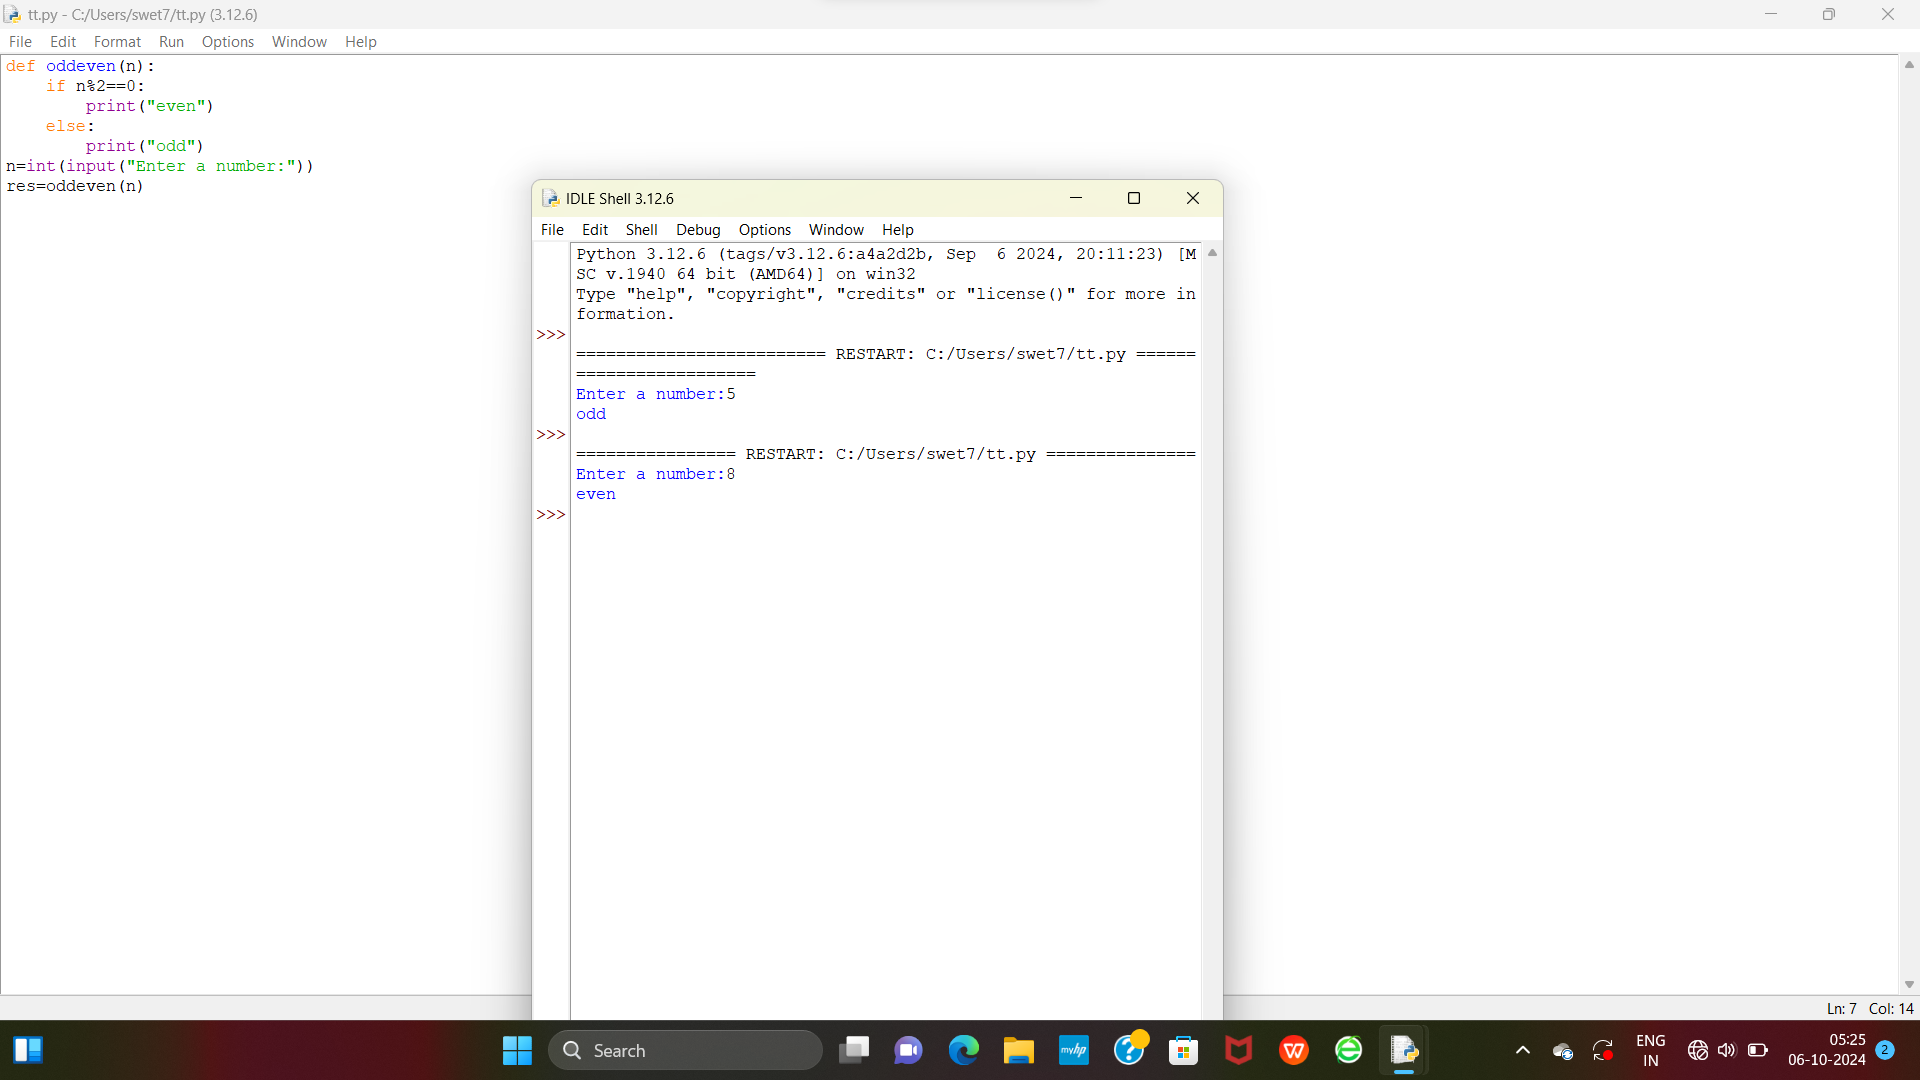 tt.py - C:/Users/swet7/tt.py (3.12.6)
File Edit Format Run Options Window Help
def oddeven(n):
    if n%2==0:
        print("even")
    else:
        print("odd")
n=int(input("Enter a number:"))
res=oddeven(n)
IDLE Shell 3.12.6
File Edit Shell Debug Options Window Help
Python 3.12.6 (tags/v3.12.6:a4a2d2b, Sep  6 2024, 20:11:23) [M
SC v.1940 64 bit (AMD64)] on win32
Type "help", "copyright", "credits" or "license()" for more in
formation.
>>>
========================= RESTART: C:/Users/swet7/tt.py ======
==================
Enter a number:5
odd
>>>
================ RESTART: C:/Users/swet7/tt.py ===============
Enter a number:8
even
>>>
Ln: 7 Col: 14
Search
myhp
W
ENG
IN
05:25
06-10-2024
2